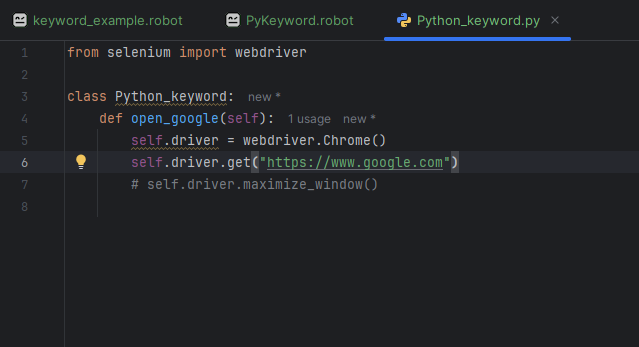 keyword_example.robot PyKeyword.robot Python_keyword.py
1 from selenium import webdriver
2
3 class Python_keyword: new *
4 def open_google(self): 1 usage new *
5 self.driver = webdriver.Chrome()
6 self.driver.get("https://www.google.com")
7 # self.driver.maximize_window()
8